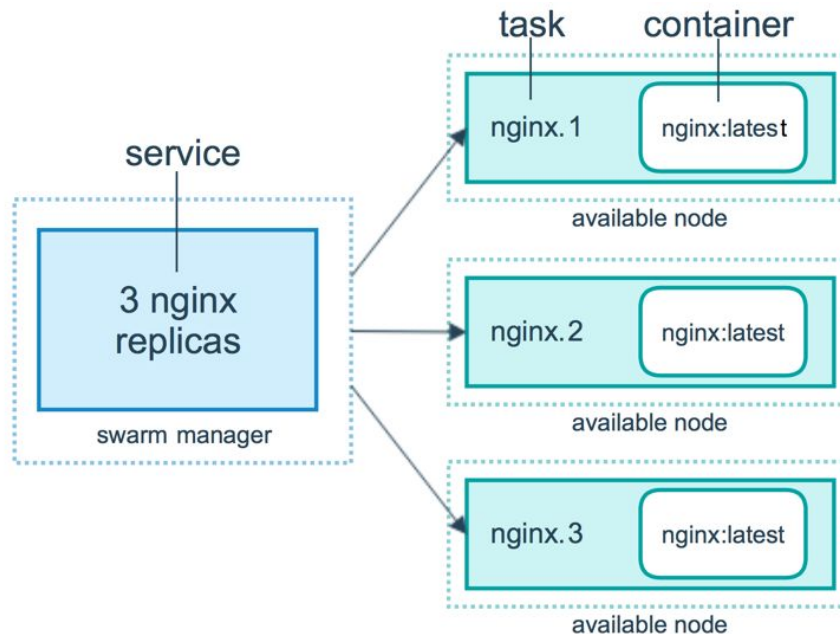 task
container
nginx.1
nginx:latest
available node
service
3 nginx
replicas
swarm manager
nginx.2
nginx:latest
available node
nginx.3
nginx:latest
available node